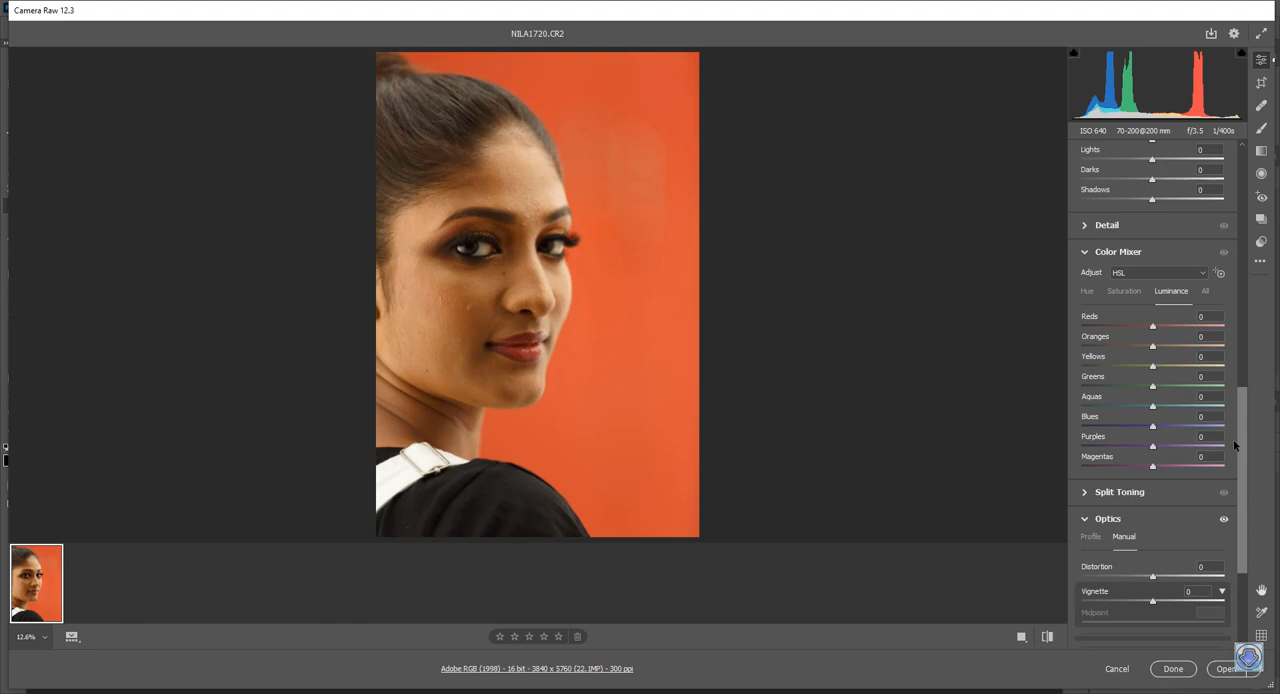 Camera Raw 12.3
NILA1720.CR2
ISO 640 70-200@200 mm f/3.5 1/400s
Lights 0
Darks 0
Shadows 0
Detail
Color Mixer
Adjust HSL
Hue Saturation Luminance All
Reds 0
Oranges 0
Yellows 0
Greens 0
Aquas 0
Blues 0
Purples 0
Magentas 0
Split Toning
Optics
Profile Manual
Distortion 0
Vignette 0
Midpoint
12.6%
Adobe RGB (1998) - 16 bit - 3840 x 5760 (22.1MP) - 300 ppi
Cancel Done Open